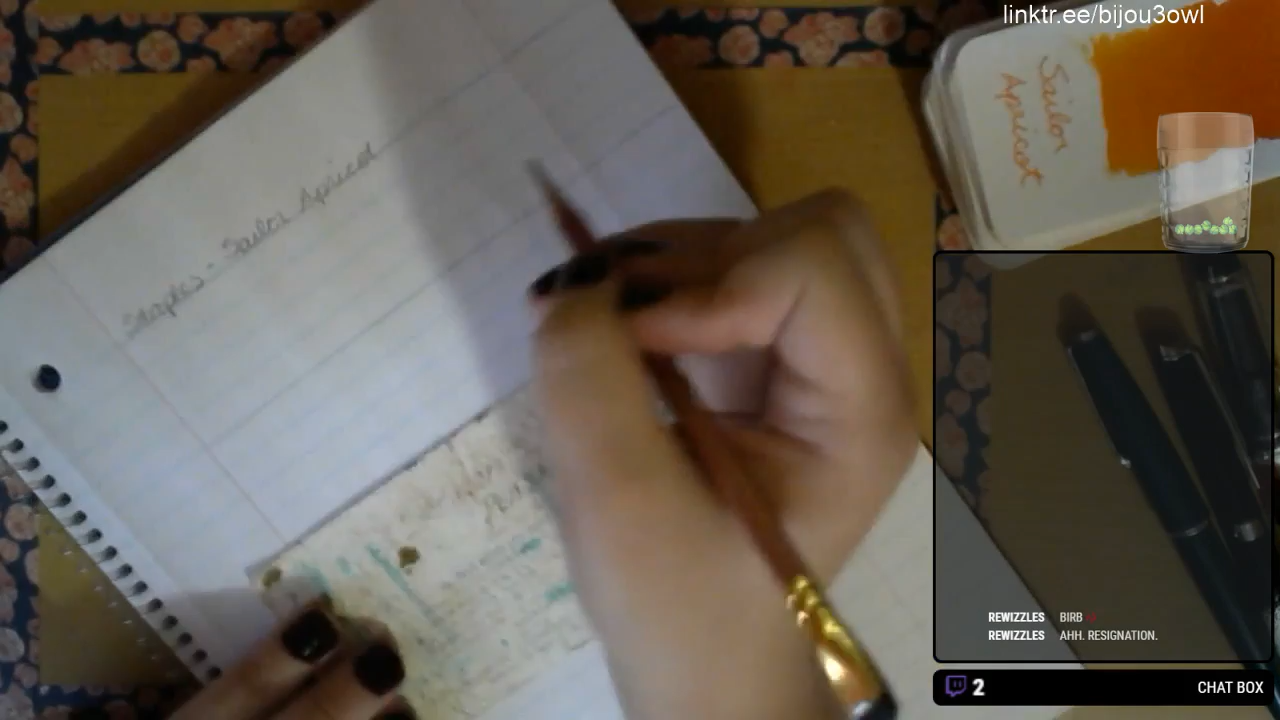 linktr.ee/bijou3owl
Sailor
Apricot
Staples - Sailor Apricot
REWIZZLES BIRB
REWIZZLES AHH. RESIGNATION.
2 CHAT BOX